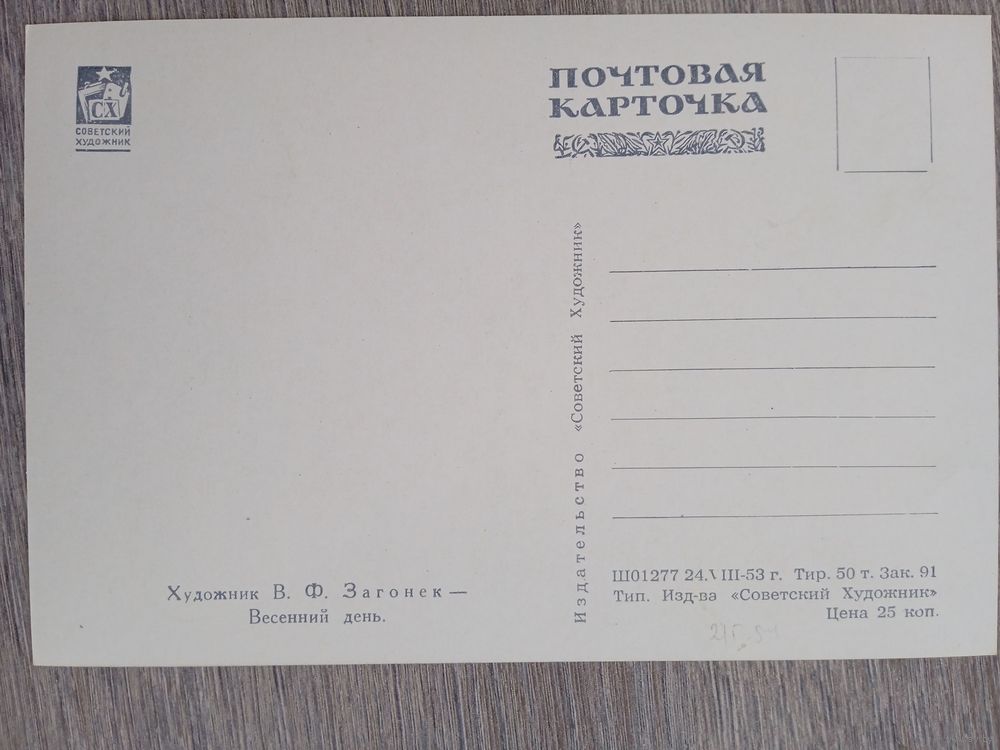 СХ
СОВЕТСКИЙ
ХУДОЖНИК
ПОЧТОВАЯ
КАРТОЧКА
Издательство «Советский Художник»
Художник В. Ф. Загонек —
Весенний день.
Ш01277 24.VIII-53 г. Тир. 50 т. Зак. 91
Тип. Изд-ва «Советский Художник»
Цена 25 коп.